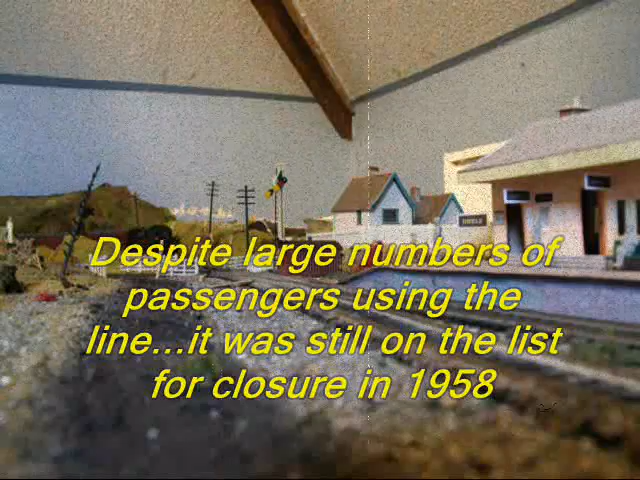 Despite large numbers of
passengers using the
line...it was still on the list
for closure in 1958